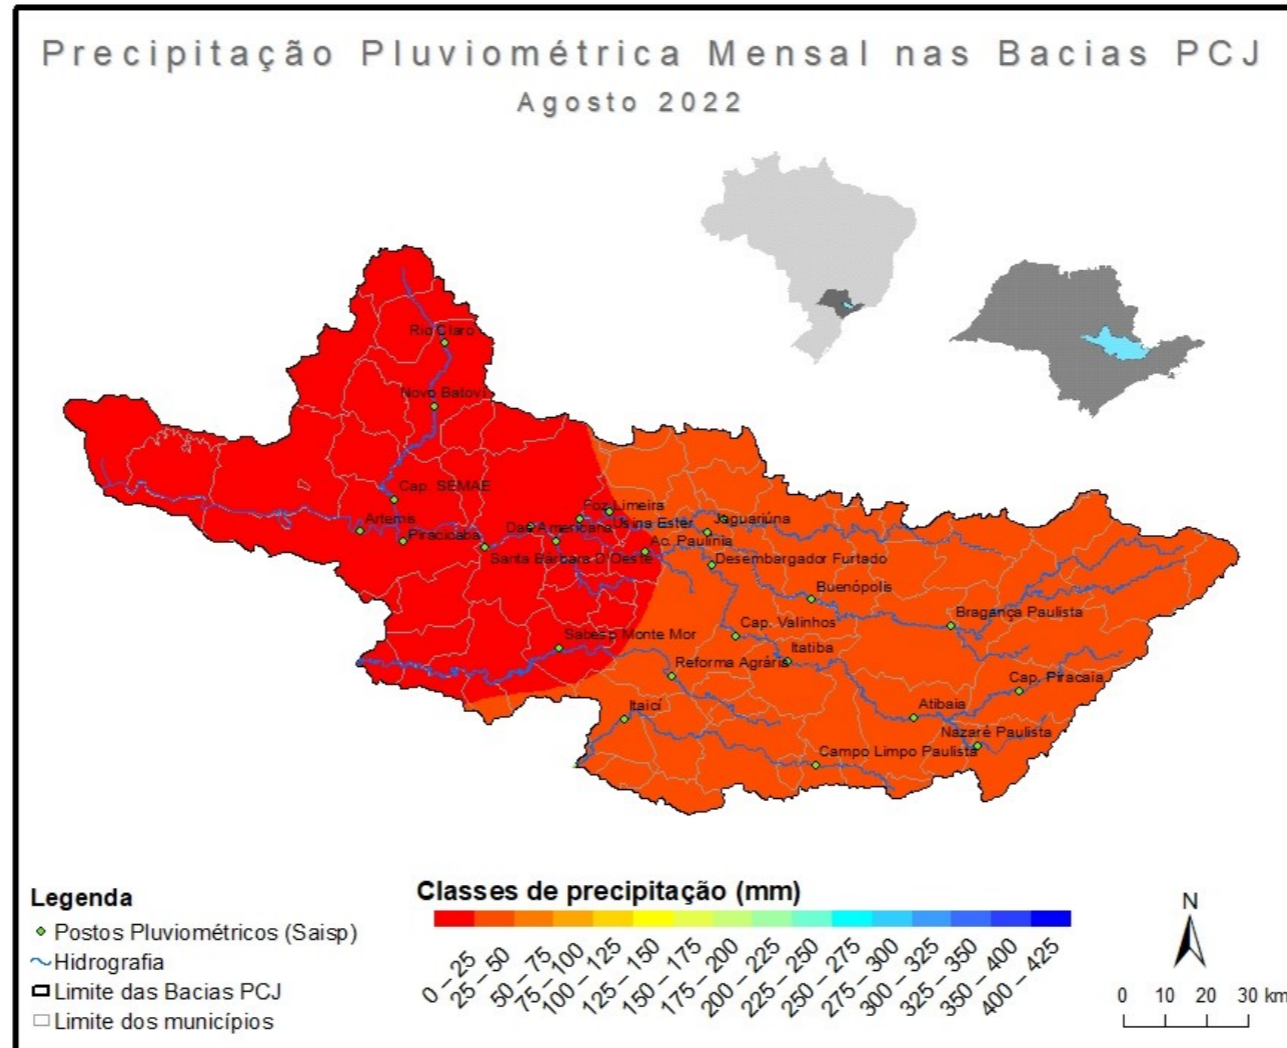 Precipitação Pluviométrica Mensal nas Bacias PCJ
Agosto 2022
Rio Claro
Novo Batovi
Cap. SEMAE
Artemis
Piracicaba
Foz Limeira
Usina Ester
Dae Americana
Santa Bárbara D'Oeste
Ac. Paulínia
Jaguariúna
Desembargador Furtado
Buenópolis
Bragança Paulista
Cap. Valinhos
Sabesp Monte Mor
Itatiba
Reforma Agrária
Cap. Piracaia
Itaici
Atibaia
Nazaré Paulista
Campo Limpo Paulista
Legenda
Postos Pluviométricos (Saisp)
Hidrografia
Limite das Bacias PCJ
Limite dos municípios
Classes de precipitação (mm)
0 – 25
25 – 50
50 – 75
75 – 100
100 – 125
125 – 150
150 – 175
175 – 200
200 – 225
225 – 250
250 – 275
275 – 300
300 – 325
325 – 350
350 – 400
400 – 425
N
0 10 20 30 km